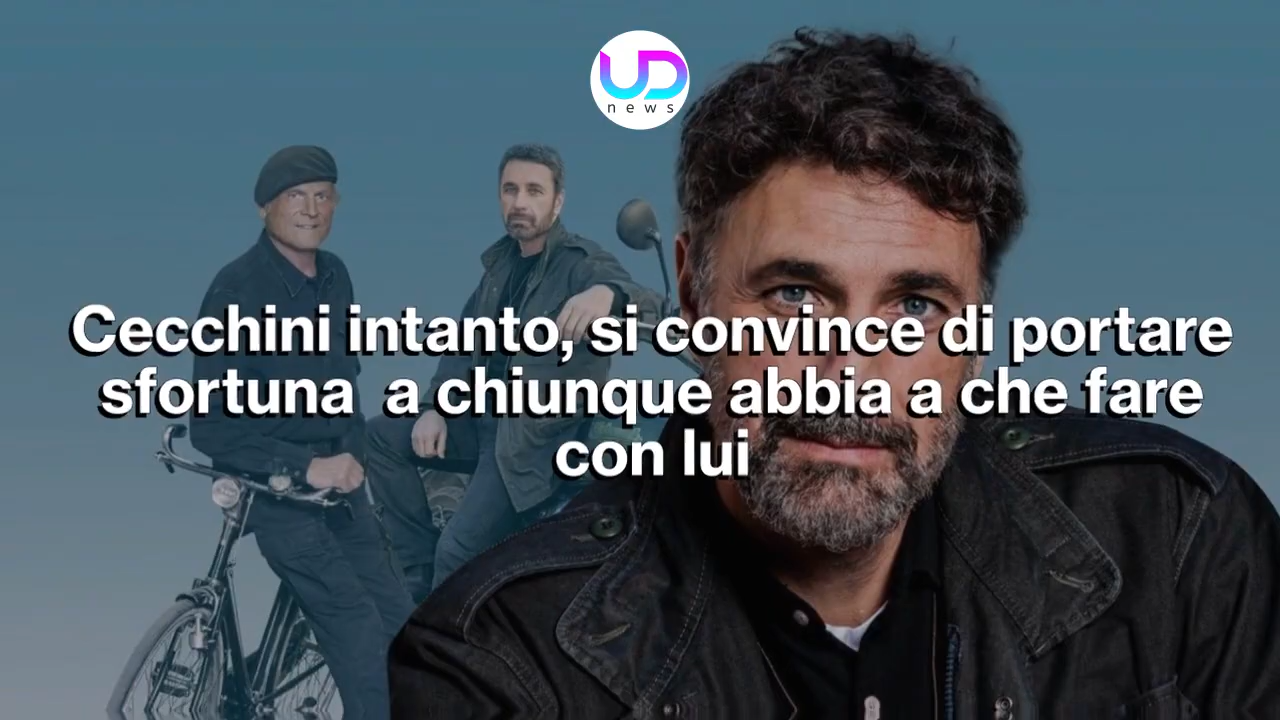 UD
news
Cecchini intanto, si convince di portare
sfortuna  a chiunque abbia a che fare
con lui